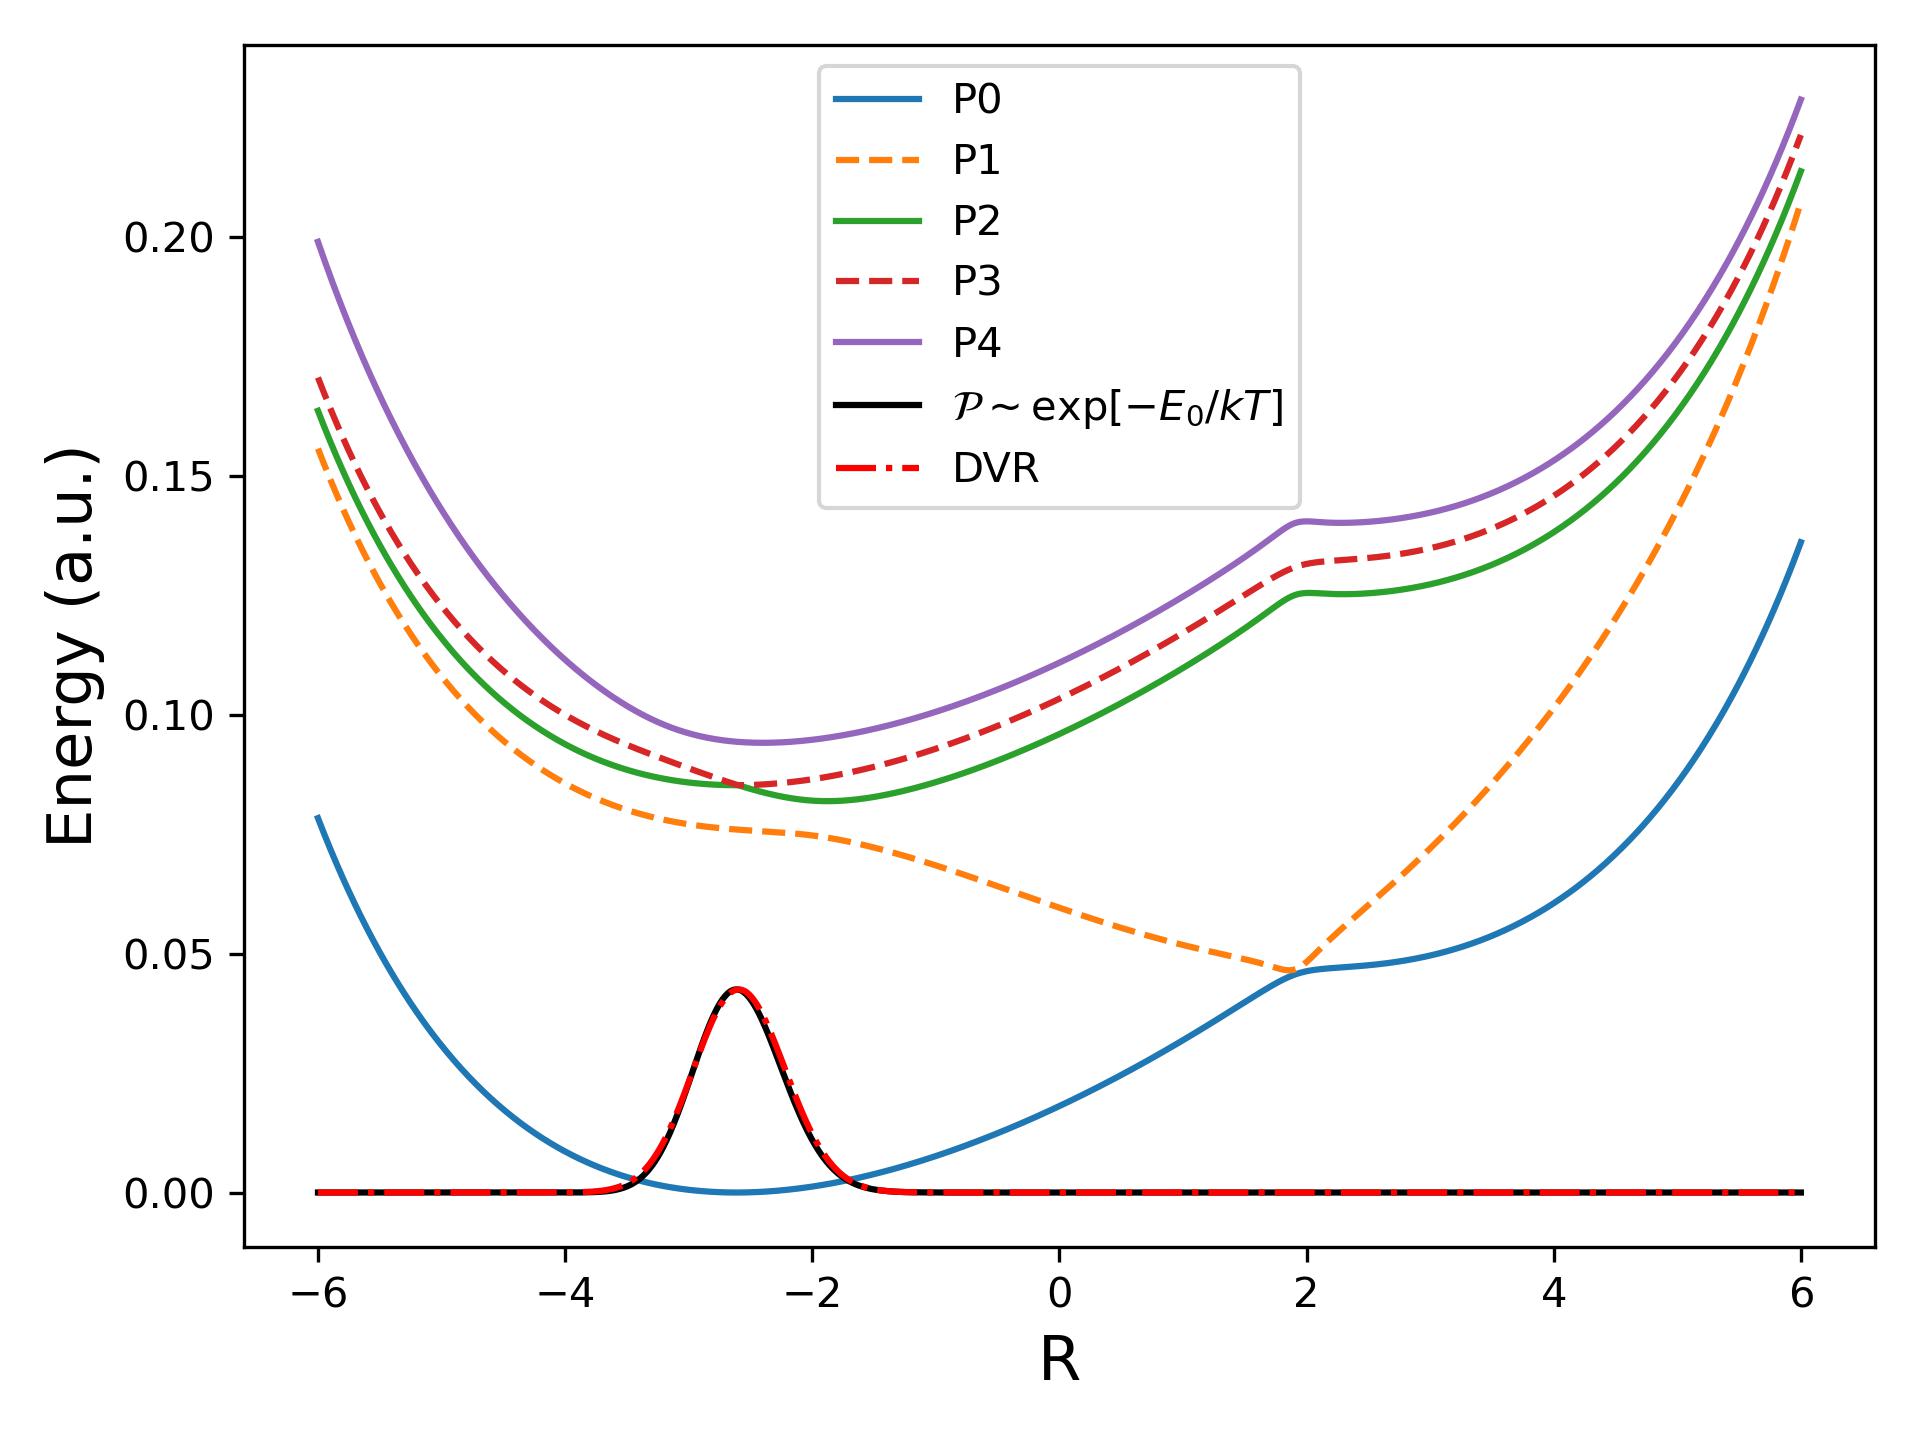 P0
P1
P2
P3
P4
𝒫 ~ exp[−E₀/kT]
DVR
Energy (a.u.)
0.20
0.15
0.10
0.05
0.00
−6 −4 −2 0 2 4 6
R